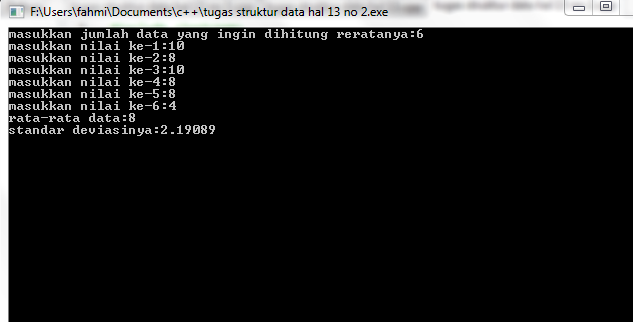 F:\Users\fahmi\Documents\c++\tugas struktur data hal 13 no 2.exe
masukkan jumlah data yang ingin dihitung reratanya:6
masukkan nilai ke-1:10
masukkan nilai ke-2:8
masukkan nilai ke-3:10
masukkan nilai ke-4:8
masukkan nilai ke-5:8
masukkan nilai ke-6:4
rata-rata data:8
standar deviasinya:2.19089